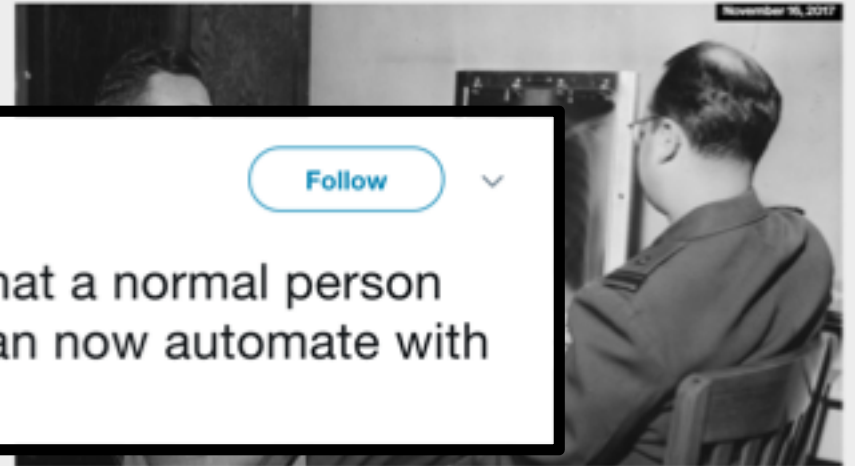 November 16, 2017
Follow
hat a normal person
an now automate with